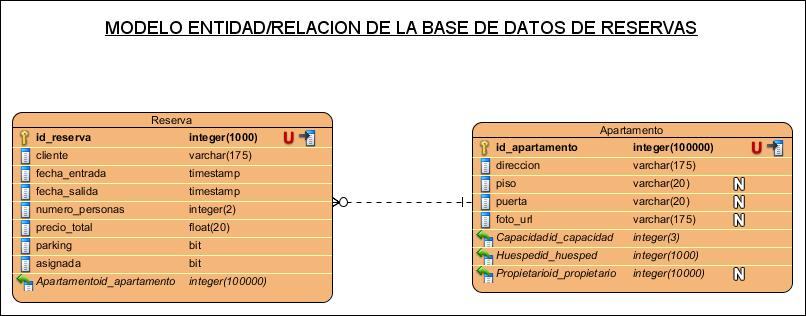 MODELO ENTIDAD/RELACION DE LA BASE DE DATOS DE RESERVAS
Reserva
id_reserva integer(1000) U
cliente varchar(175)
fecha_entrada timestamp
fecha_salida timestamp
numero_personas integer(2)
precio_total float(20)
parking bit
asignada bit
Apartamentoid_apartamento integer(100000)
Apartamento
id_apartamento integer(100000) U
direccion varchar(175)
piso varchar(20) N
puerta varchar(20) N
foto_url varchar(175) N
Capacidadid_capacidad integer(3)
Huespedid_huesped integer(1000)
Propietarioid_propietario integer(10000) N